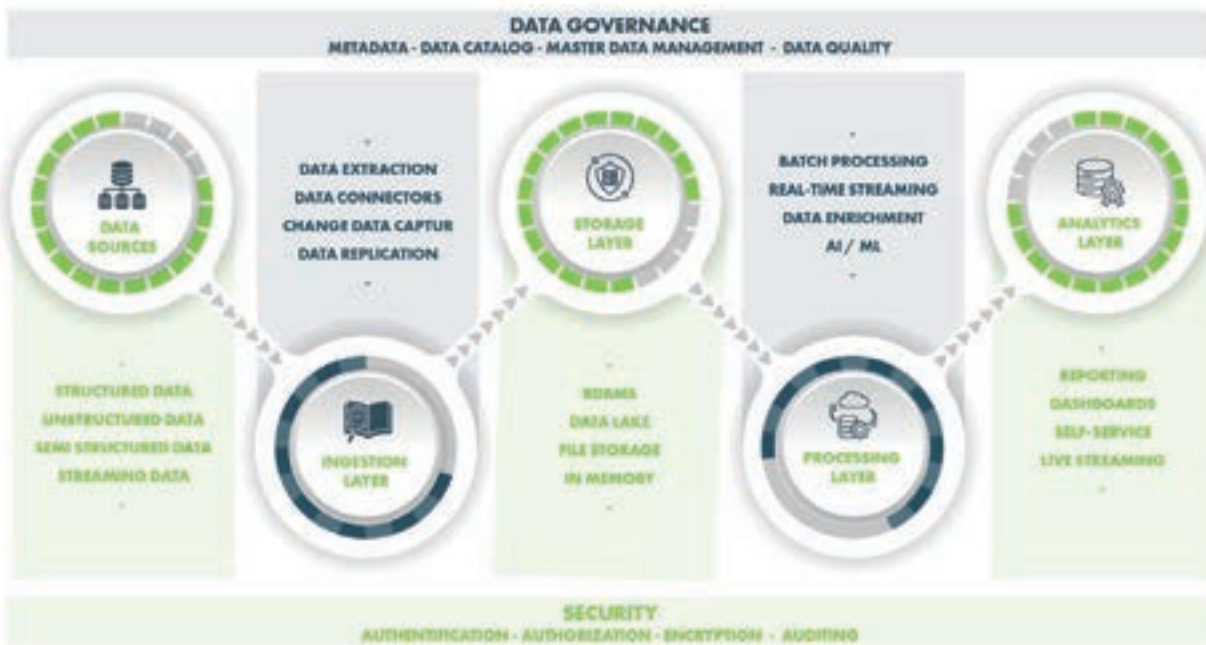 DATA GOVERNANCE
METADATA - DATA CATALOG - MASTER DATA MANAGEMENT - DATA QUALITY
DATA
SOURCES
STRUCTURED DATA
UNSTRUCTURED DATA
SEMI STRUCTURED DATA
STREAMING DATA
DATA EXTRACTION
DATA CONNECTORS
CHANGE DATA CAPTUR
DATA REPLICATION
INGESTION
LAYER
STORAGE
LAYER
DATA LAKE
FILE STORAGE
IN MEMORY
BATCH PROCESSING
REAL-TIME STREAMING
DATA ENRICHMENT
AI / ML
PROCESSING
LAYER
ANALYTICS
LAYER
REPORTING
DASHBOARDS
SELF-SERVICE
LIVE STREAMING
SECURITY
AUTHENTIFICATION - AUTHORIZATION - ENCRYPTION - AUDITING